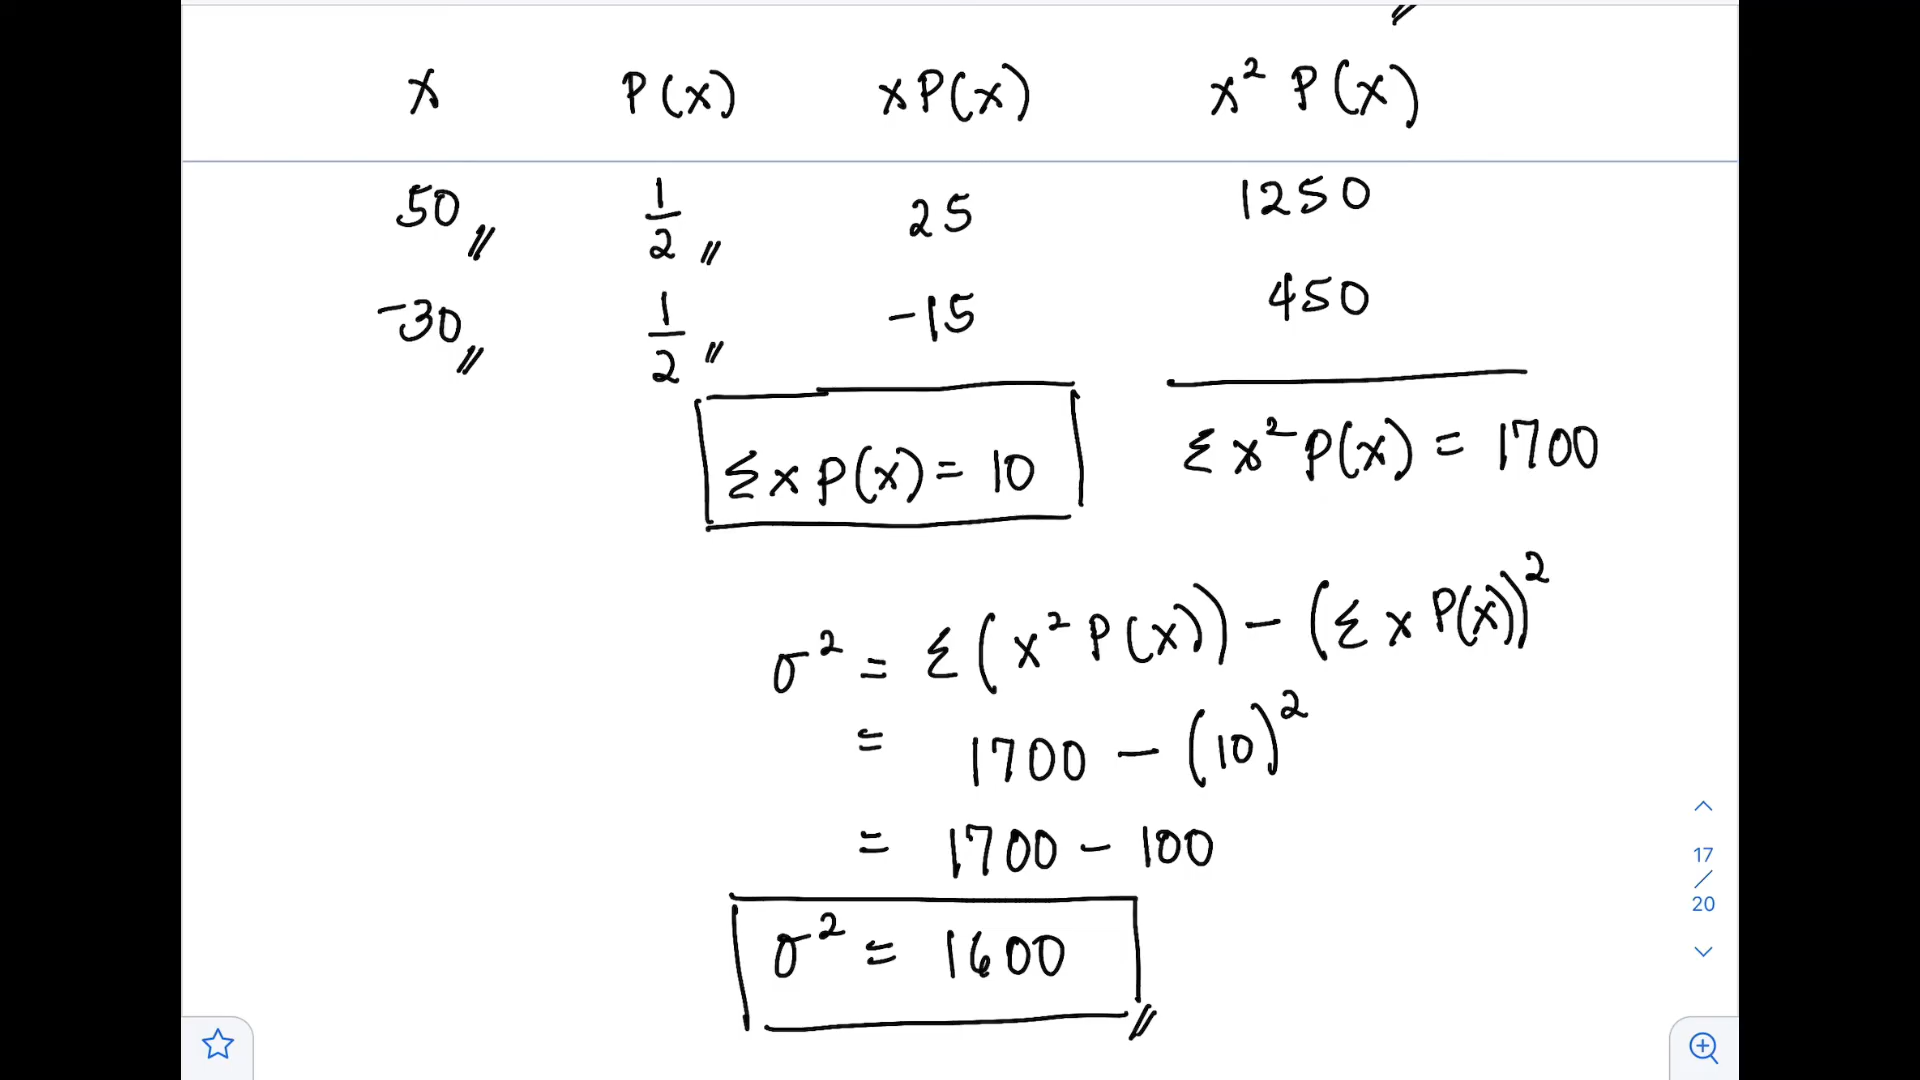 x P(x) xP(x) x² P(x)
50 1/2 25 1250
-30 1/2 -15 450
Σ x P(x) = 10 Σ x² P(x) = 1700
σ² = Σ (x² P(x)) - (Σ x P(x))²
= 1700 - (10)²
= 1700 - 100
σ² = 1600
17
/
20